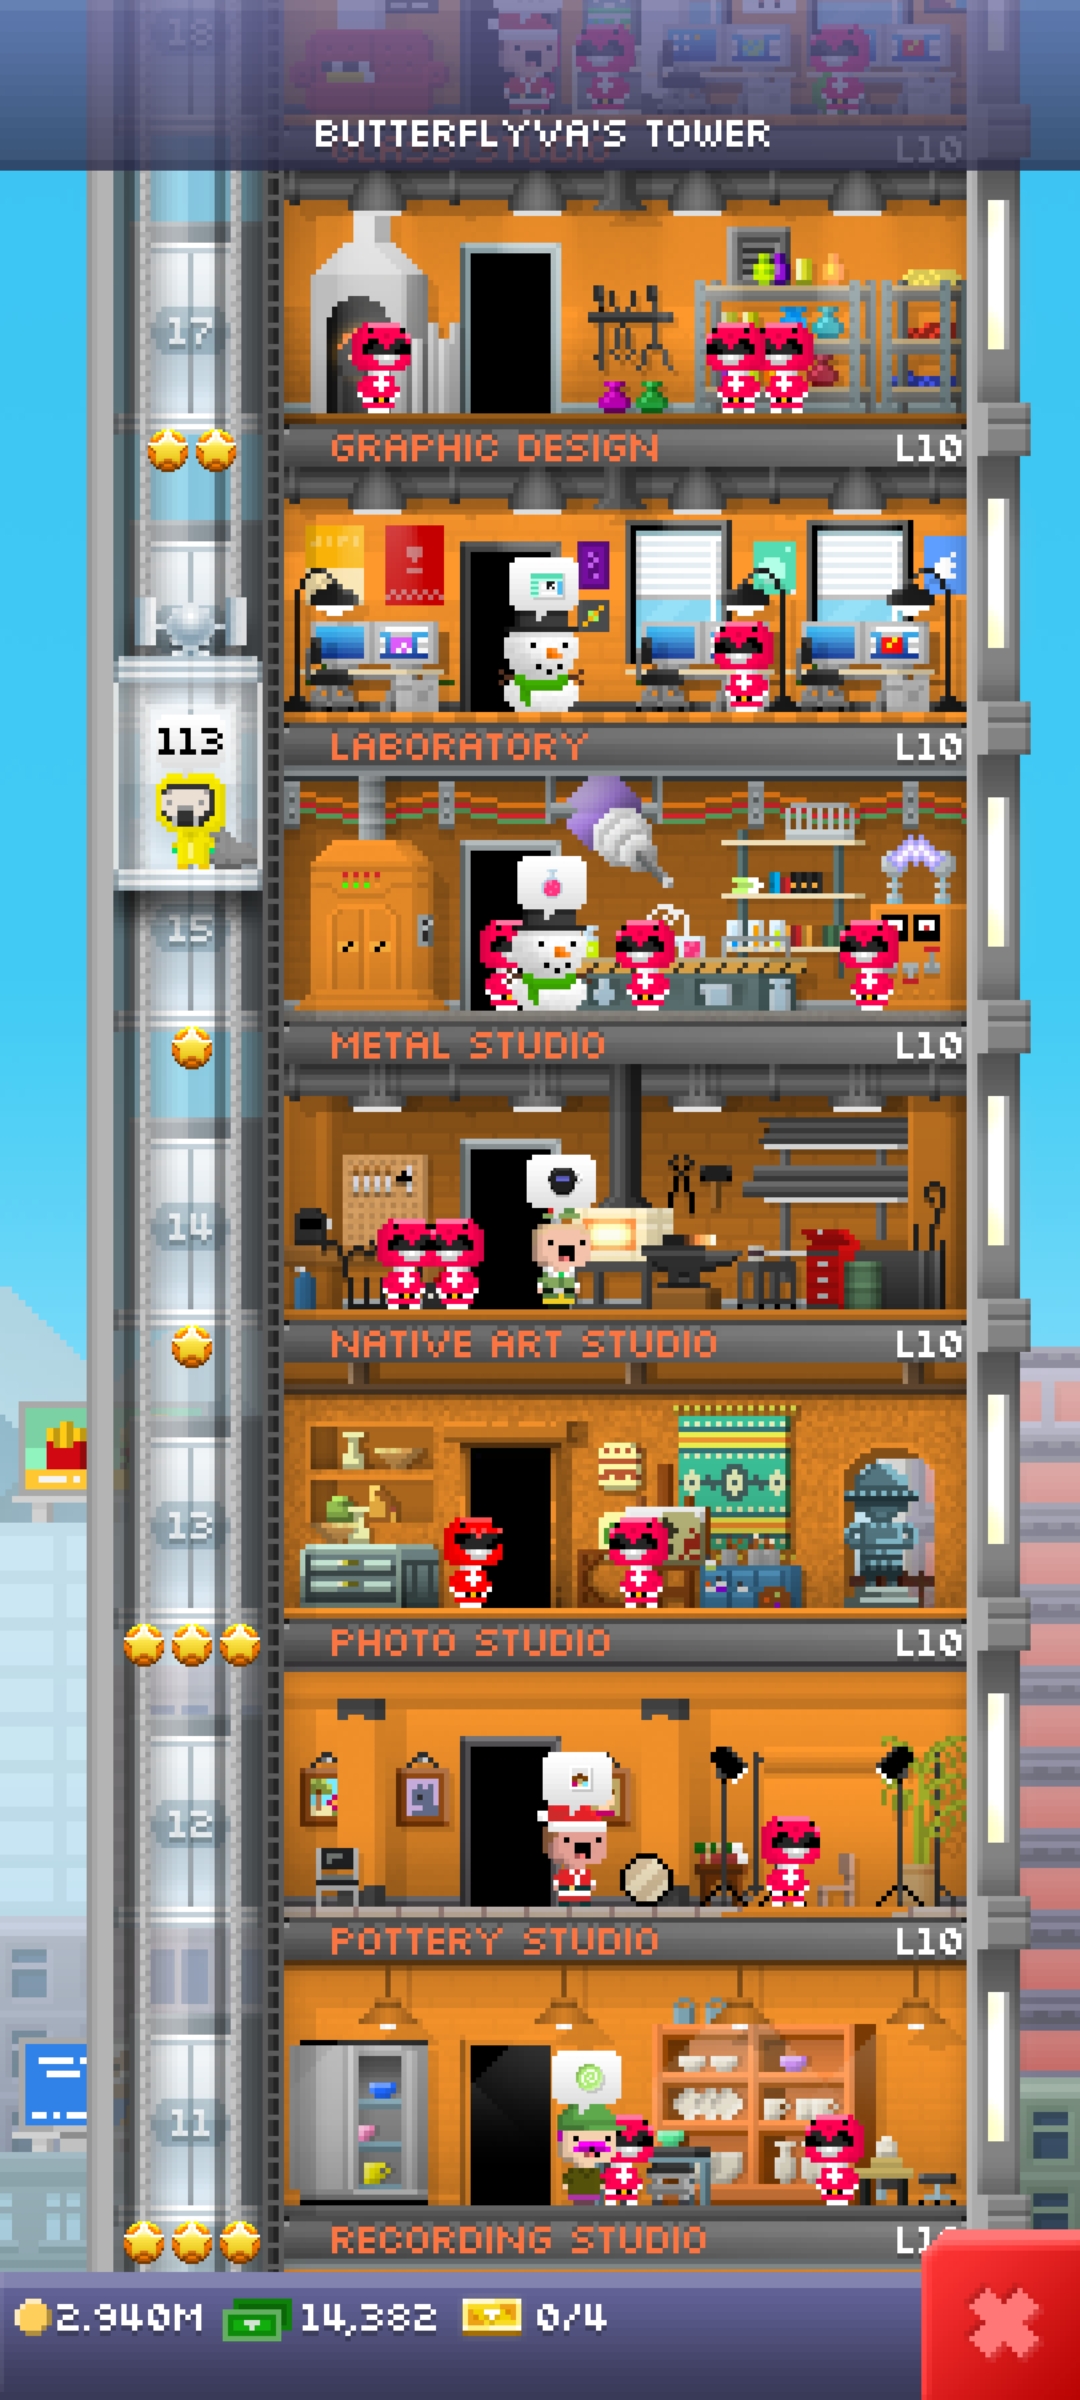 18
BUTTERFLYVA'S TOWER
GLASS STUDIO L10
17
GRAPHIC DESIGN L10
LABORATORY L10
113
15
METAL STUDIO L10
14
NATIVE ART STUDIO L10
13
PHOTO STUDIO L10
12
POTTERY STUDIO L10
11
RECORDING STUDIO
2.940M 14,382 0/4